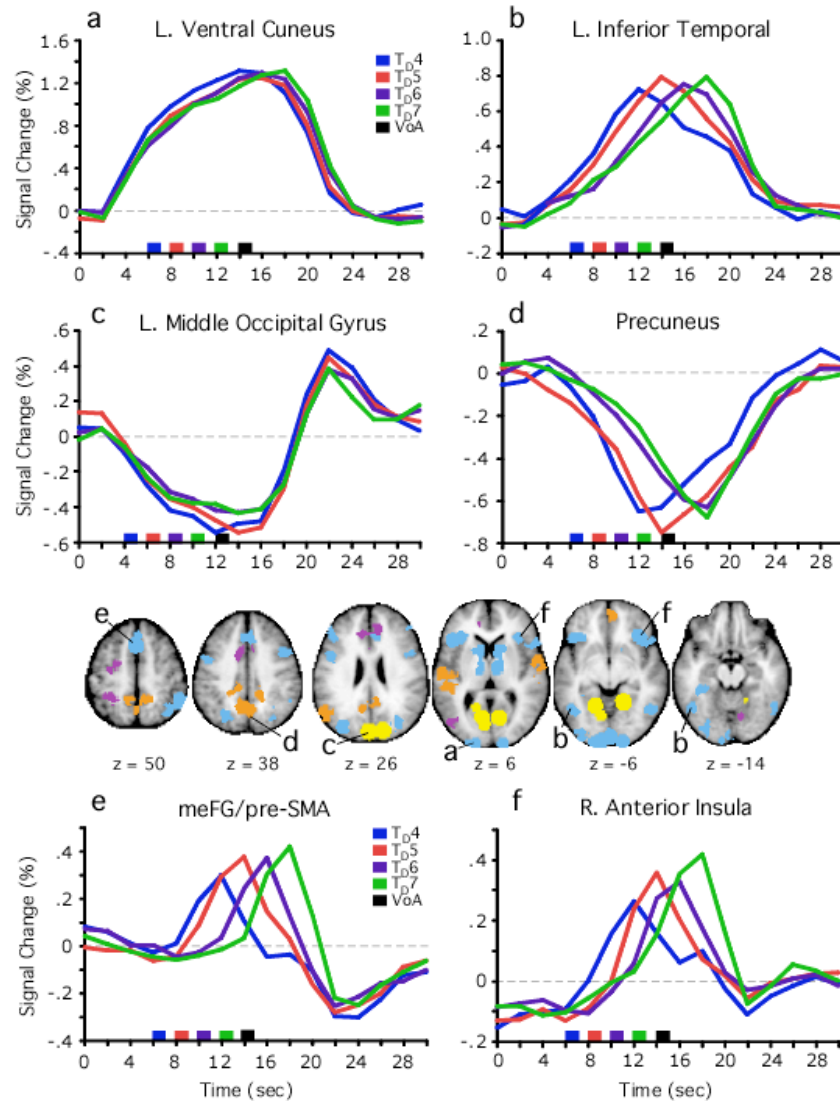 a
L. Ventral Cuneus
Signal Change (%)
1.6
1.2
.8
.4
0
-.4
0 4 8 12 16 20 24 28
TD4
TD5
TD6
TD7
VoA
b
L. Inferior Temporal
1.0
.8
.6
.4
.2
0
-.2
0 4 8 12 16 20 24 28
c
L. Middle Occipital Gyrus
Signal Change (%)
.6
.4
.2
0
-.2
-.4
-.6
0 4 8 12 16 20 24 28
d
Precuneus
.2
0
-.2
-.4
-.6
-.8
0 4 8 12 16 20 24 28
e
f
f
d
c
a
b
b
z = 50
z = 38
z = 26
z = 6
z = -6
z = -14
e
meFG/pre-SMA
Signal Change (%)
.4
.2
0
-.2
-.4
0 4 8 12 16 20 24 28
Time (sec)
TD4
TD5
TD6
TD7
VoA
f
R. Anterior Insula
.4
.2
0
-.2
0 4 8 12 16 20 24 28
Time (sec)